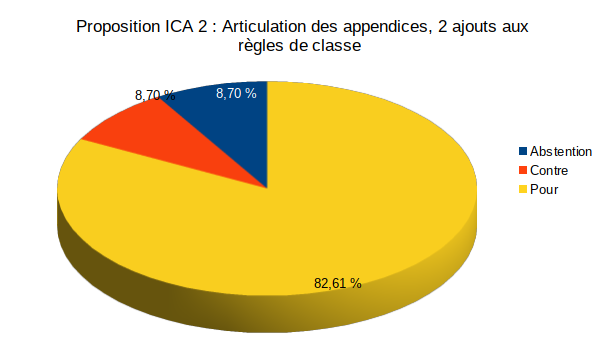 Proposition ICA 2 : Articulation des appendices, 2 ajouts aux
règles de classe
8,70 %
8,70 %
Abstention
Contre
Pour
82,61 %